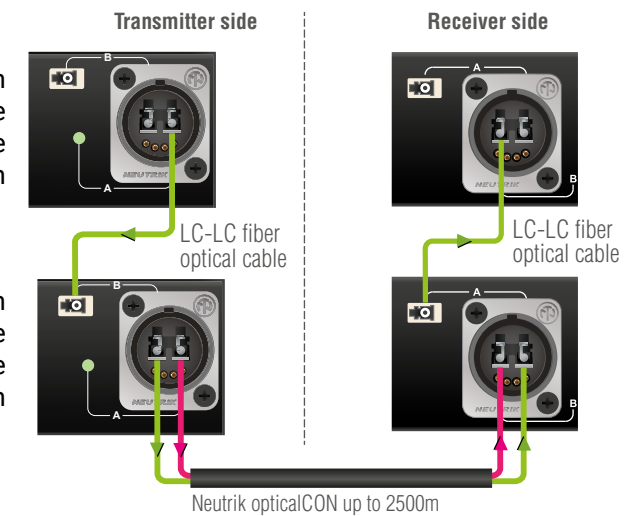 Transmitter side
Receiver side
B
A
NEUTRIK
A
NEUTRIK
B
n
e
e
n
LC-LC fiber
optical cable
LC-LC fiber
optical cable
B
A
NEUTRIK
A
NEUTRIK
B
n
e
e
n
Neutrik opticalCON up to 2500m